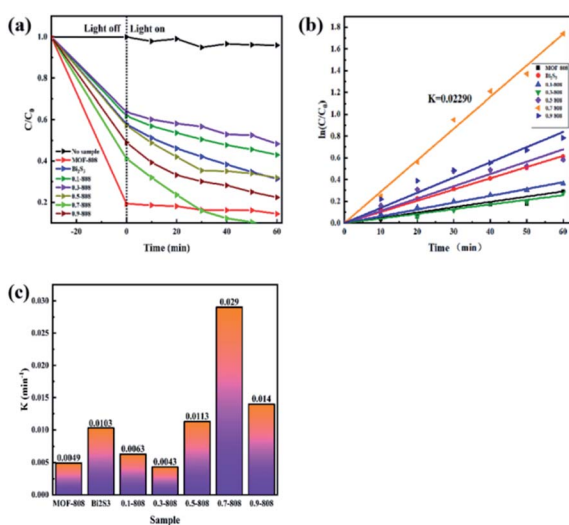 (a)
Light off
Light on
1.0
0.8
0.6
0.4
0.2
C/C0
No sample
MOF-808
Bi2S3
0.1-808
0.3-808
0.5-808
0.7-808
0.9-808
-20
0
20
40
60
Time (min)
(b)
1.8
1.6
1.4
1.2
1.0
0.8
0.6
0.4
0.2
0.0
ln(C/C0)
K=0.02290
MOF-808
Bi2S3
0.1-808
0.3-808
0.5-808
0.7-808
0.9-808
0
10
20
30
40
50
60
Time （min）
(c)
0.030
0.025
0.020
0.015
0.010
0.005
0.000
K (min-1)
0.0049
0.0103
0.0063
0.0043
0.0113
0.029
0.014
MOF-808
Bi2S3
0.1-808
0.3-808
0.5-808
0.7-808
0.9-808
Sample